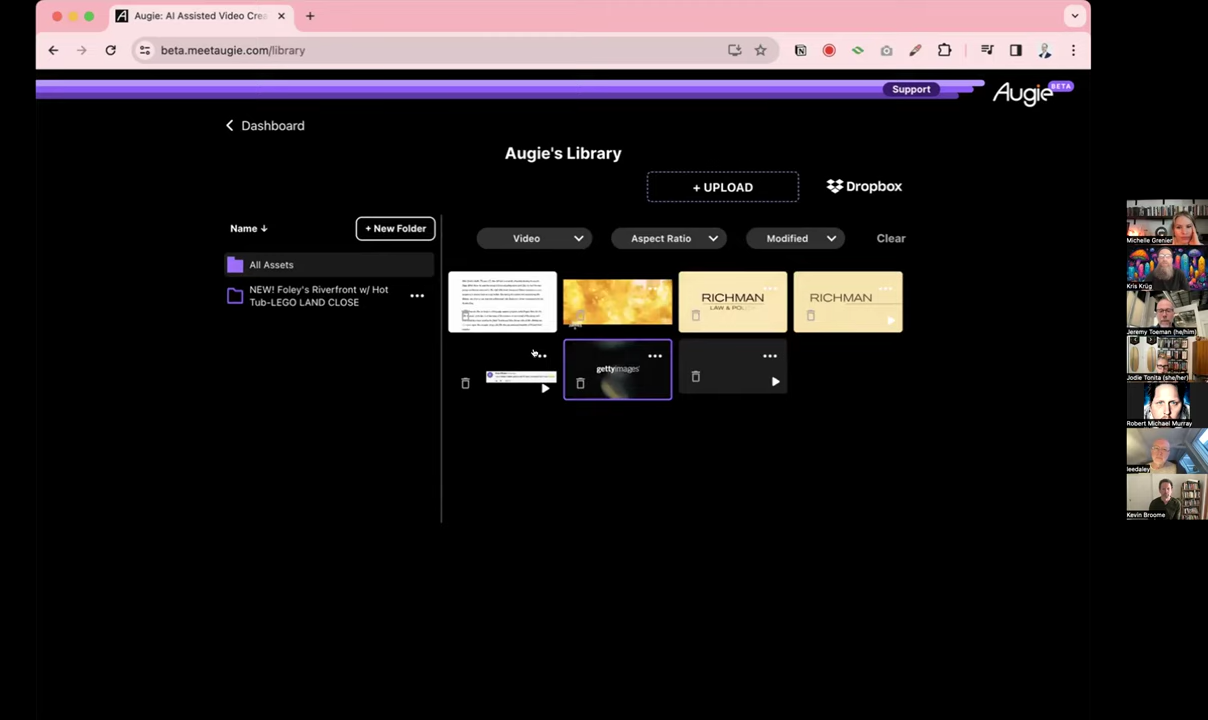 Augie: AI Assisted Video Crea
beta.meetaugie.com/library
Support
Augie
BETA
Dashboard
Augie's Library
+ UPLOAD
Dropbox
Name
+ New Folder
Video
Aspect Ratio
Modified
Clear
All Assets
NEW! Foley's Riverfront w/ Hot
Tub-LEGO LAND CLOSE
RICHMAN
LAW & PO...
RICHMAN
gettyimages
Michelle Grenier
Kris Krüg
Jeremy Toeman (he/him)
Jodie Tonita (she/her)
Robert Michael Murray
leedaley
Kevin Broome